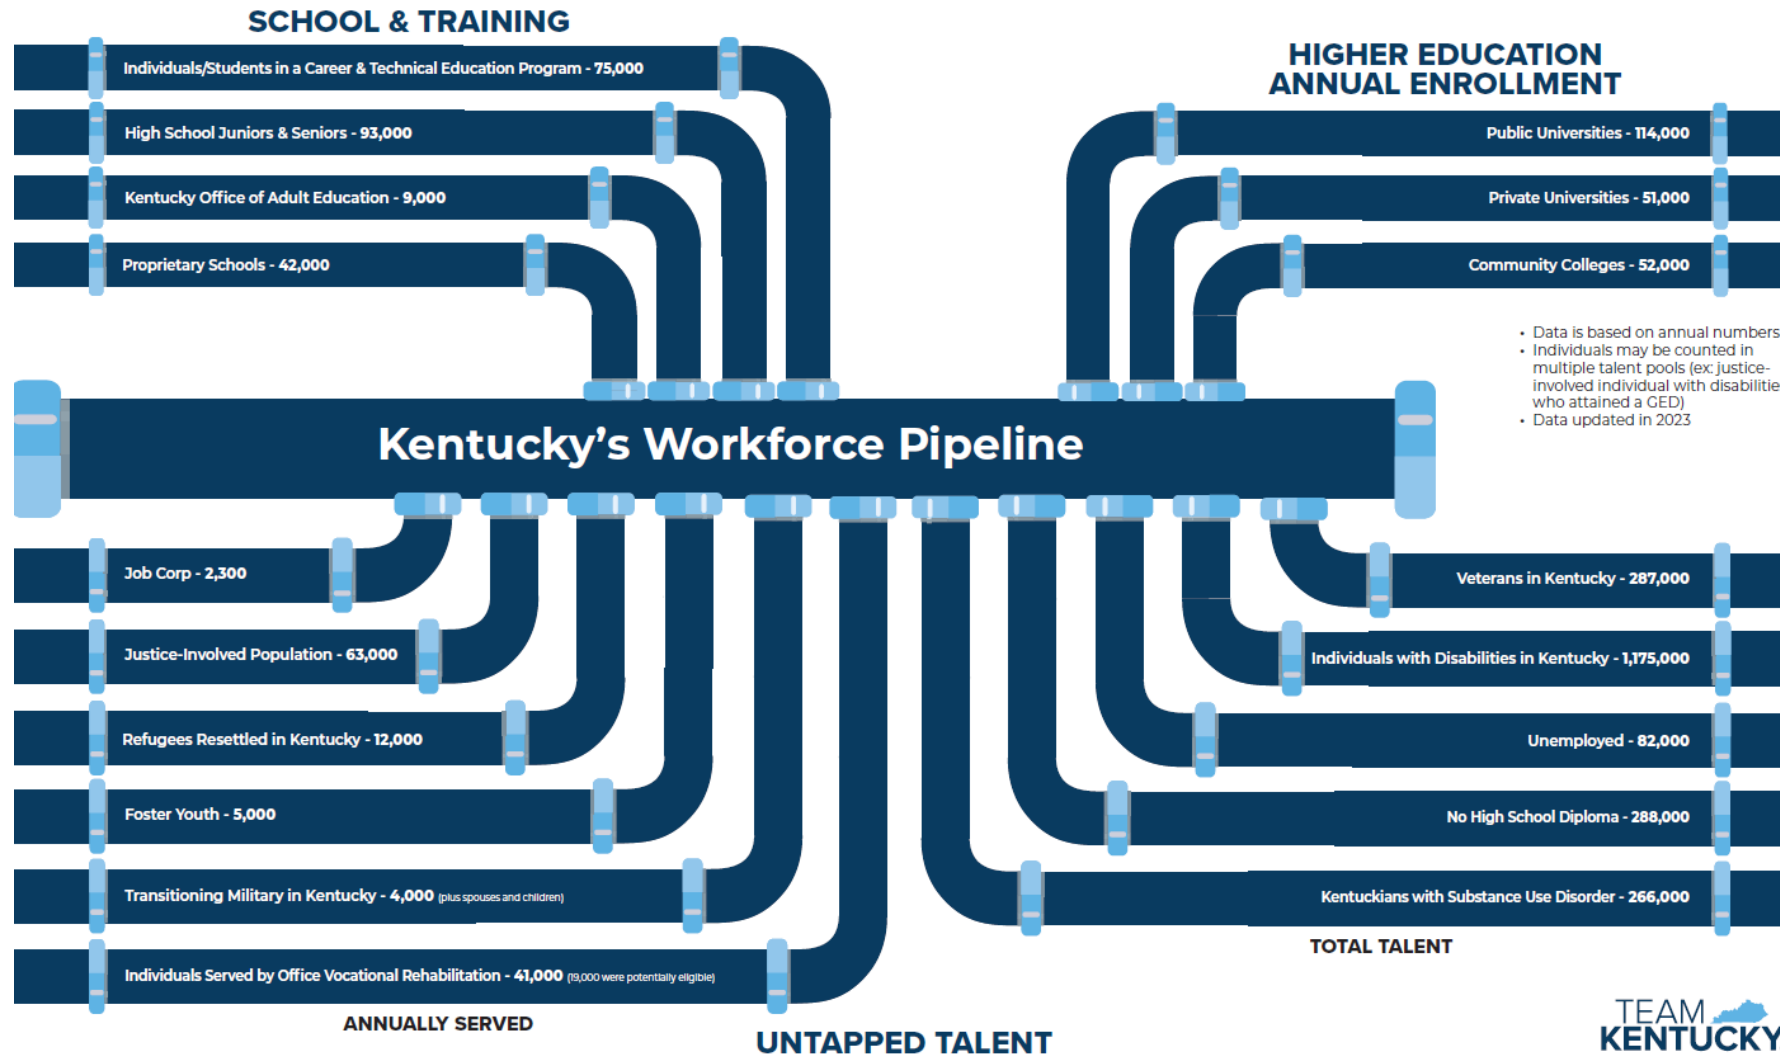 SCHOOL & TRAINING
Individuals/Students in a Career & Technical Education Program - 75,000
High School Juniors & Seniors - 93,000
Kentucky Office of Adult Education - 9,000
Proprietary Schools - 42,000
HIGHER EDUCATION
ANNUAL ENROLLMENT
Public Universities - 114,000
Private Universities - 51,000
Community Colleges - 52,000
• Data is based on annual numbers
• Individuals may be counted in
multiple talent pools (ex: justice-
involved individual with disabilitie
who attained a GED)
• Data updated in 2023
Kentucky's Workforce Pipeline
Job Corp - 2,300
Justice-Involved Population - 63,000
Refugees Resettled in Kentucky - 12,000
Foster Youth - 5,000
Transitioning Military in Kentucky - 4,000 (plus spouses and children)
Individuals Served by Office Vocational Rehabilitation - 41,000 (19,000 were potentially eligible)
ANNUALLY SERVED
Veterans in Kentucky - 287,000
Individuals with Disabilities in Kentucky - 1,175,000
Unemployed - 82,000
No High School Diploma - 288,000
Kentuckians with Substance Use Disorder - 266,000
TOTAL TALENT
UNTAPPED TALENT
TEAM
KENTUCKY